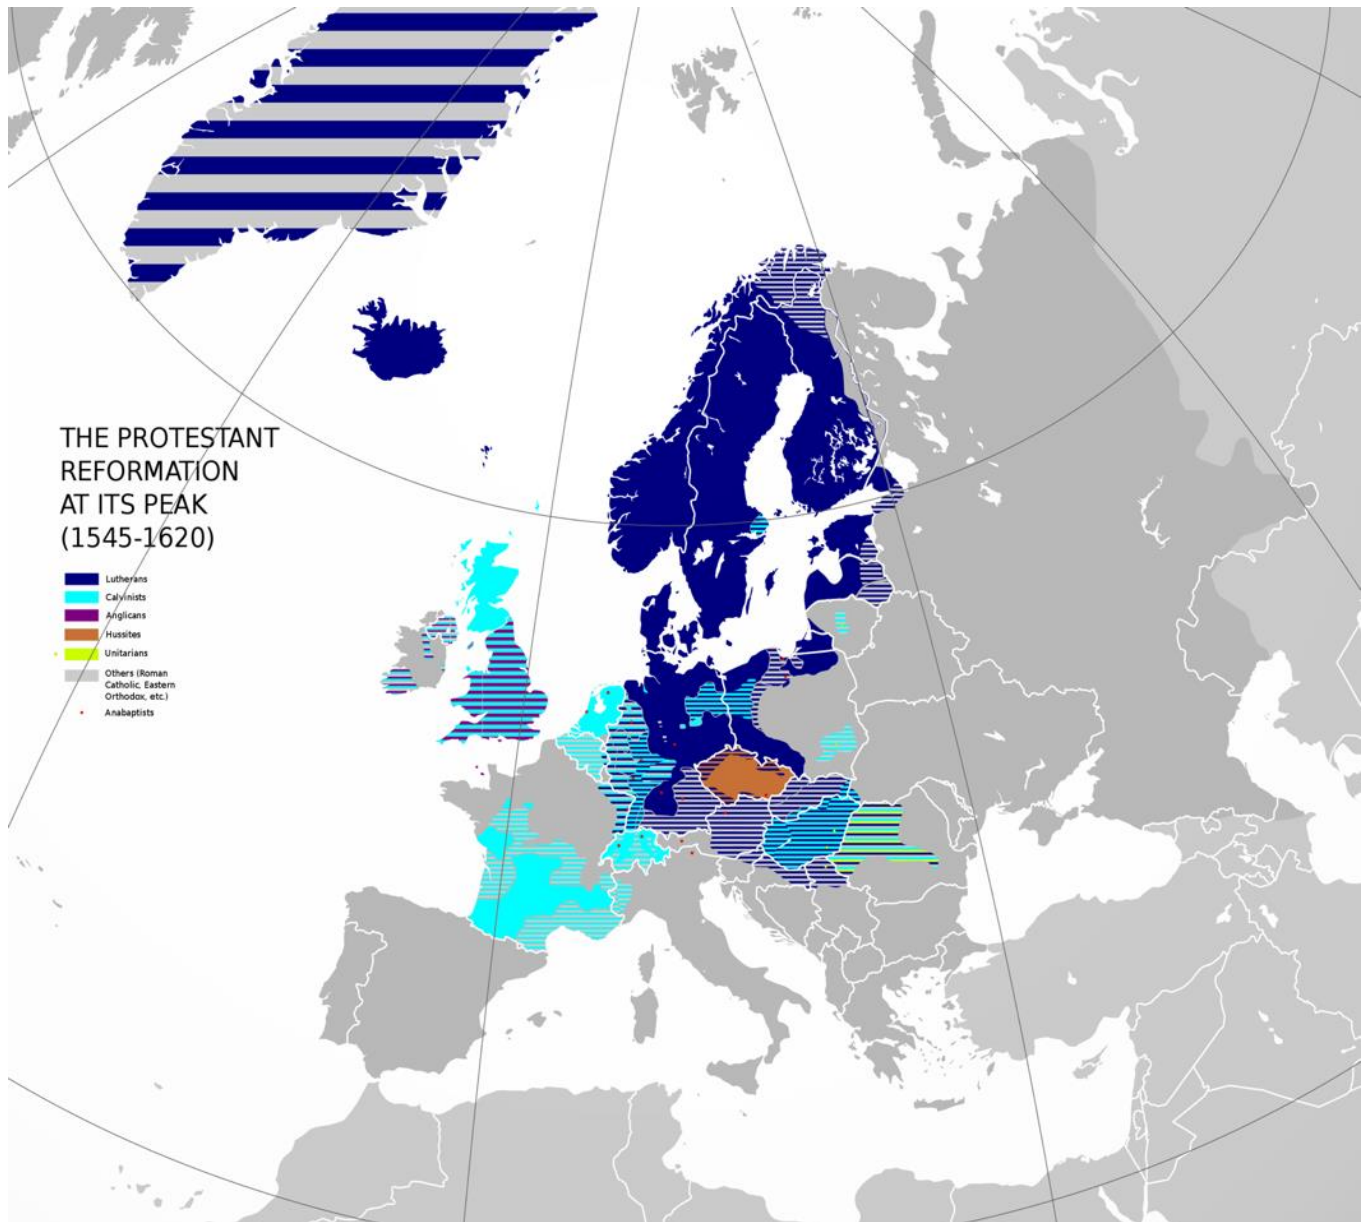 THE PROTESTANT
REFORMATION
AT ITS PEAK
(1545-1620)
Lutherans
Calvinists
Anglicans
Hussites
Unitarians
Others (Roman
Catholic, Eastern
Orthodox, etc.)
Anabaptists